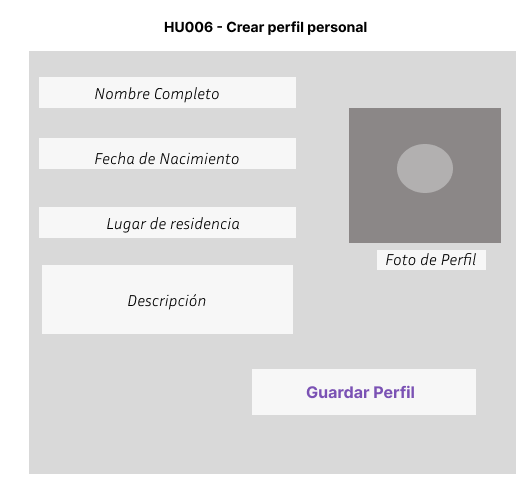 HU006 - Crear perfil personal
Nombre Completo
Fecha de Nacimiento
Lugar de residencia
Foto de Perfil
Descripción
Guardar Perfil